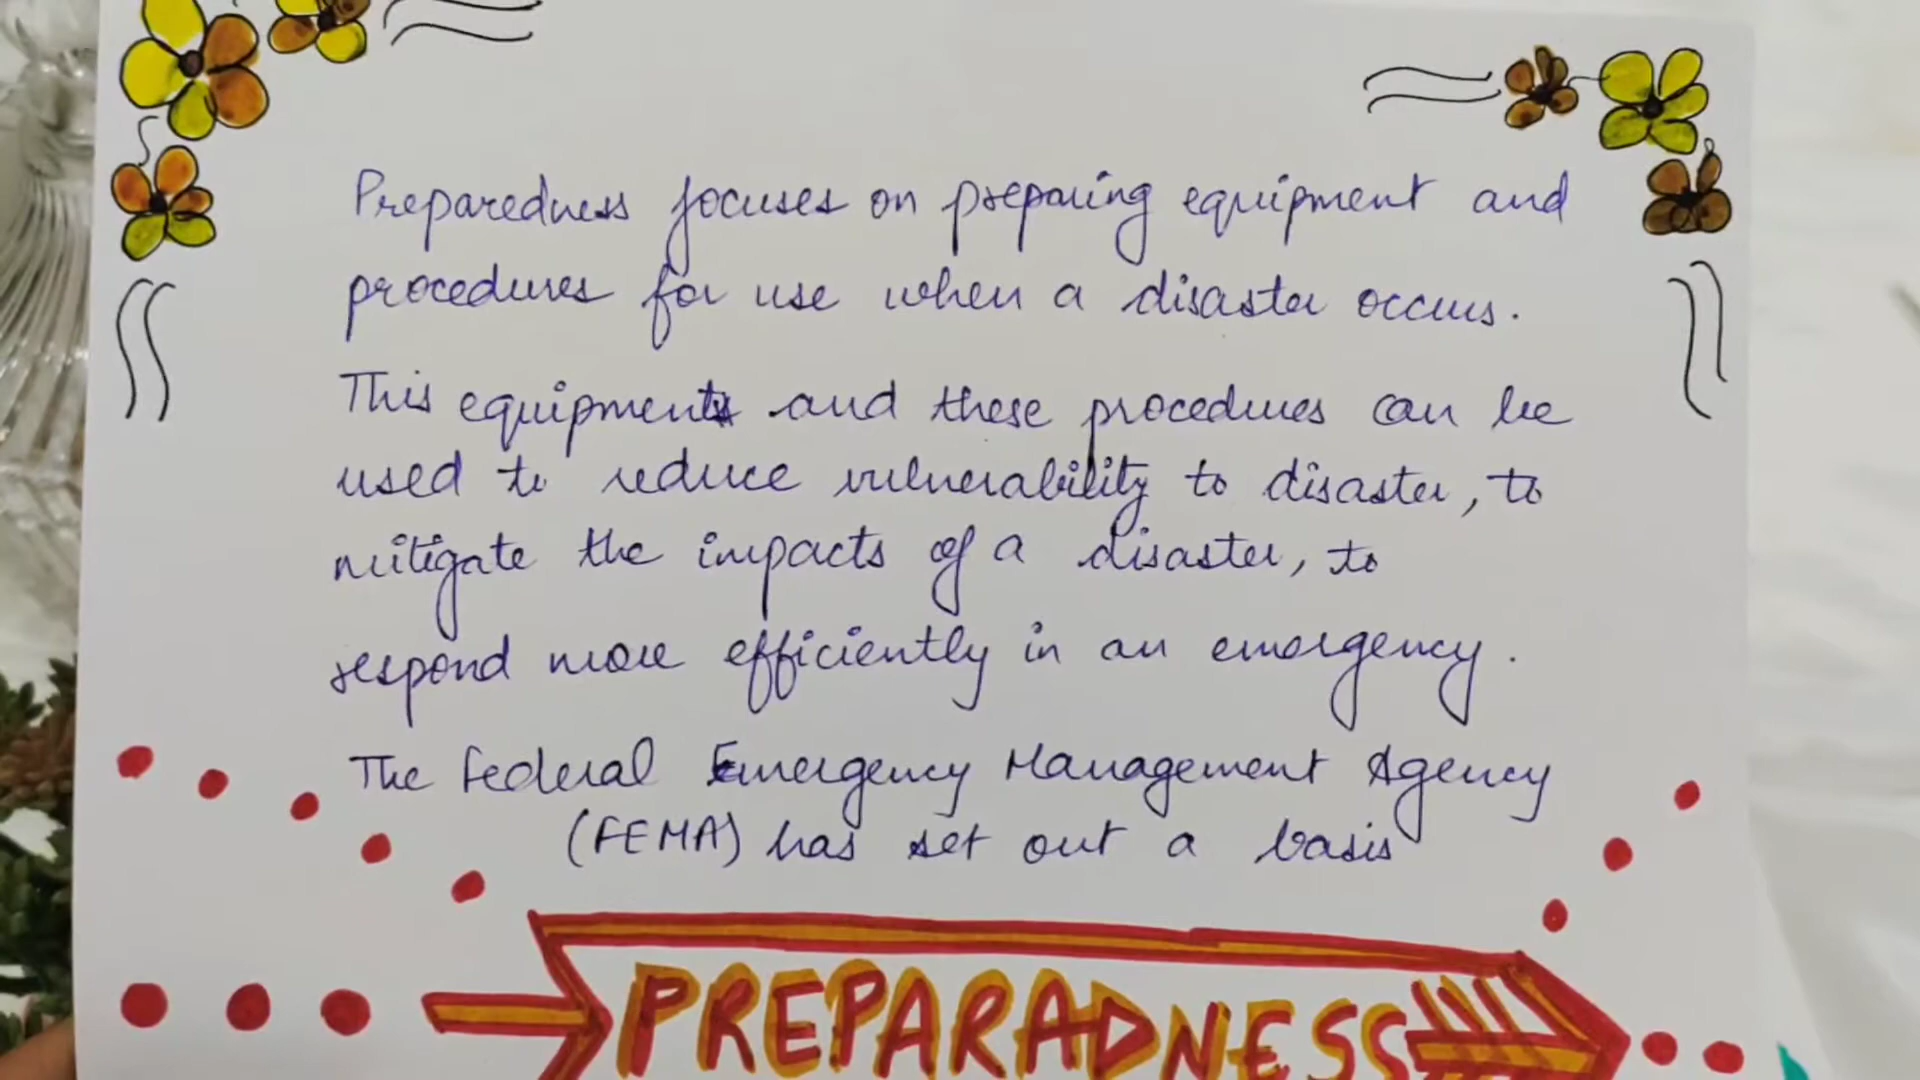 Preparedness focuses on preparing equipment and
procedures for use when a disaster occurs.
This equipments and these procedures can be
used to reduce vulnerability to disaster, to
mitigate the impacts of a disaster, to
respond more efficiently in an emergency.
The Federal Emergency Management Agency
(FEMA) has set out a basis
PREPARADNESS